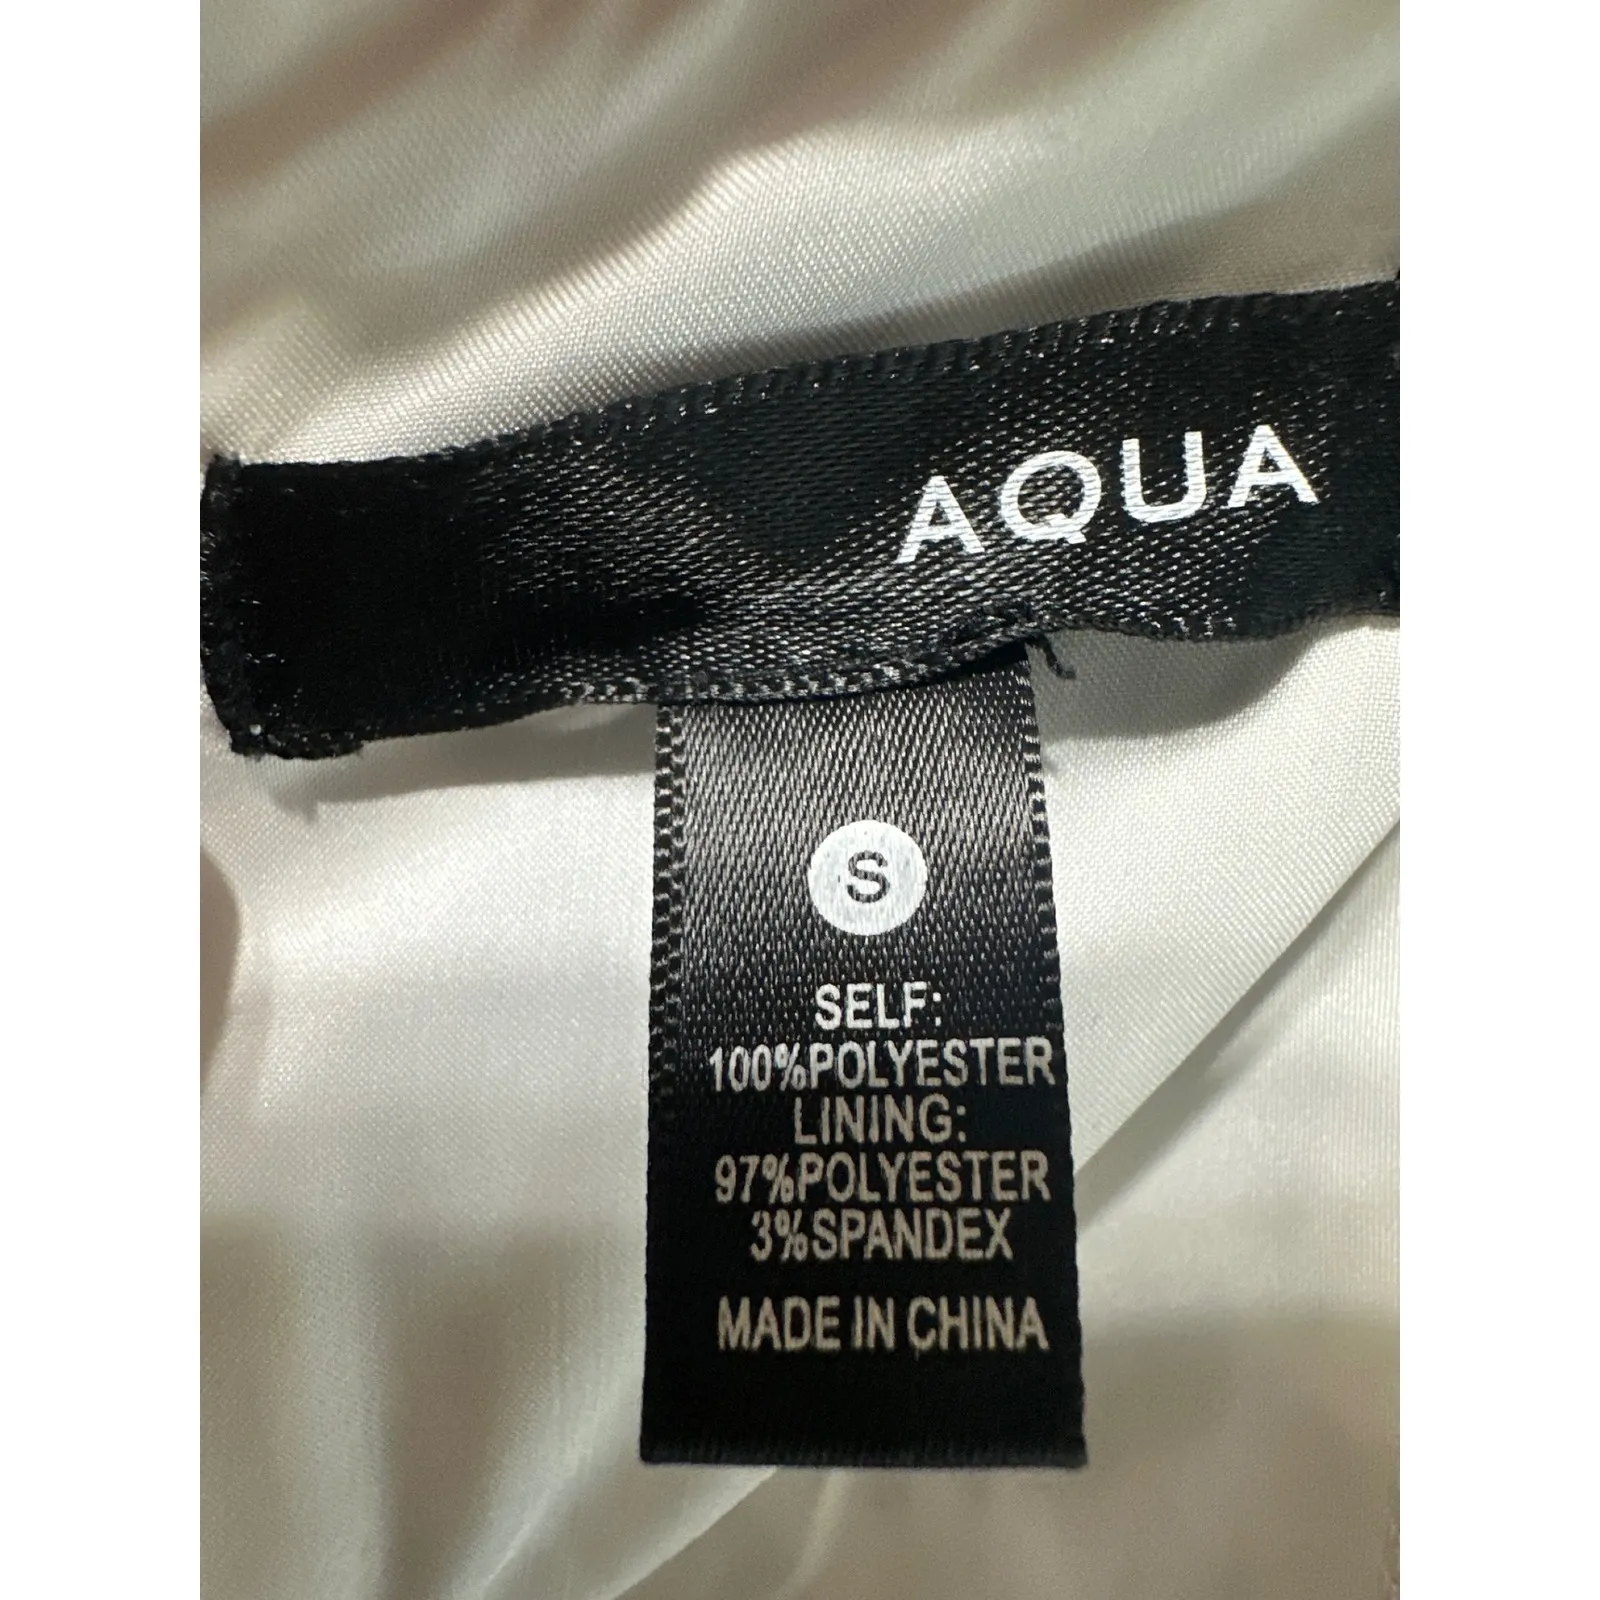 AQUA
S
SELF:
100%POLYESTER
LINING:
97%POLYESTER
3%SPANDEX
MADE IN CHINA